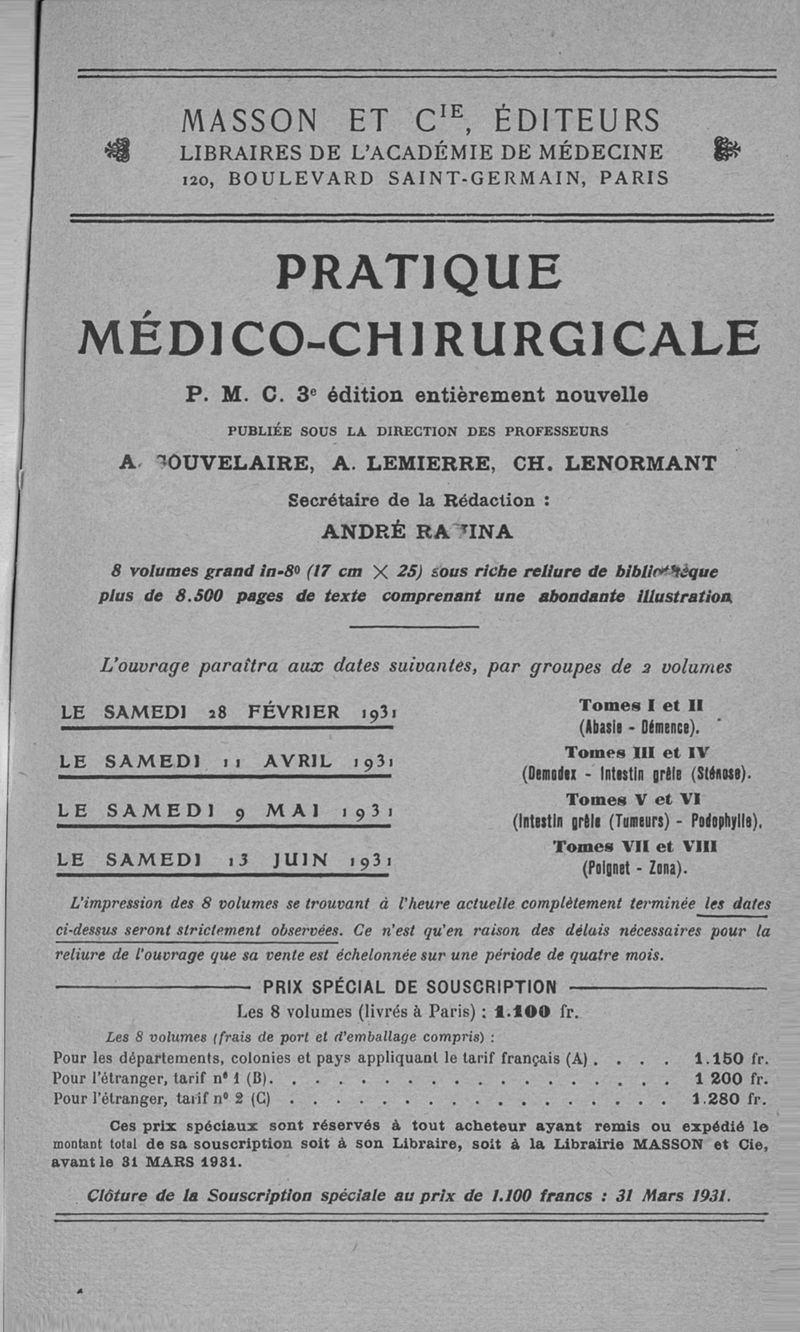 MASSON ET CIE, ÉDITEURS
LIBRAIRES DE L'ACADÉMIE DE MÉDECINE
120, BOULEVARD SAINT-GERMAIN, PARIS
PRATIQUE
MÉDICO-CHIRURGICALE
P. M. C. 3e édition entièrement nouvelle
PUBLIÉE SOUS LA DIRECTION DES PROFESSEURS
A. A. LEMIERRE, CH. LENORMANT
Secrétaire de la Rédaction :
ANDRÉ
8 volumes grand in-8º (17 cm X 25) sous riche reliure de bibliothèque
plus de 8.500 pages de texte comprenant une abondante illustration
L'ouvrage paraîtra aux dates suivantes, par groupes de 2 volumes
LE SAMEDI 28 FÉVRIER 1931
Tomes I et II
(Abasie - Démence).
LE SAMEDI 11 AVRIL 1931
Tomes III et IV
(Demodex - Intestin grêle (Sténose).
LE SAMEDI 9 MAI 1931
Tomes V et VI
(Intestin grêle (Tumeurs) - Podophylle).
LE SAMEDI 13 JUIN 1931
Tomes VII et VIII
(Poignet - Zona).
L'impression des 8 volumes se trouvant à l'heure actuelle complètement terminée les dates
ci-dessus seront strictement observées. Ce n'est qu'en raison des délais nécessaires pour la
reliure de l'ouvrage que sa vente est échelonnée sur une période de quatre mois.
PRIX SPÉCIAL DE SOUSCRIPTION
Les 8 volumes (livrés à Paris) : 1.100 fr.
Les 8 volumes (frais de port et d'emballage compris) :
Pour les départements, colonies et pays appliquant le tarif français (A) . . . . 1.150 fr.
Pour l'étranger, tarif nº 1 (B). . . . . . . . . . . . . . . . . . . 1 200 fr.
Pour l'étranger, tarif nº 2 (C) . . . . . . . . . . . . . . . . . . 1.280 fr.
Ces prix spéciaux sont réservés à tout acheteur ayant remis ou expédié le
montant total de sa souscription soit à son Libraire, soit à la Librairie MASSON et Cie,
avant le 31 MARS 1931.
Clôture de la Souscription spéciale au prix de 1.100 francs : 31 Mars 1931.